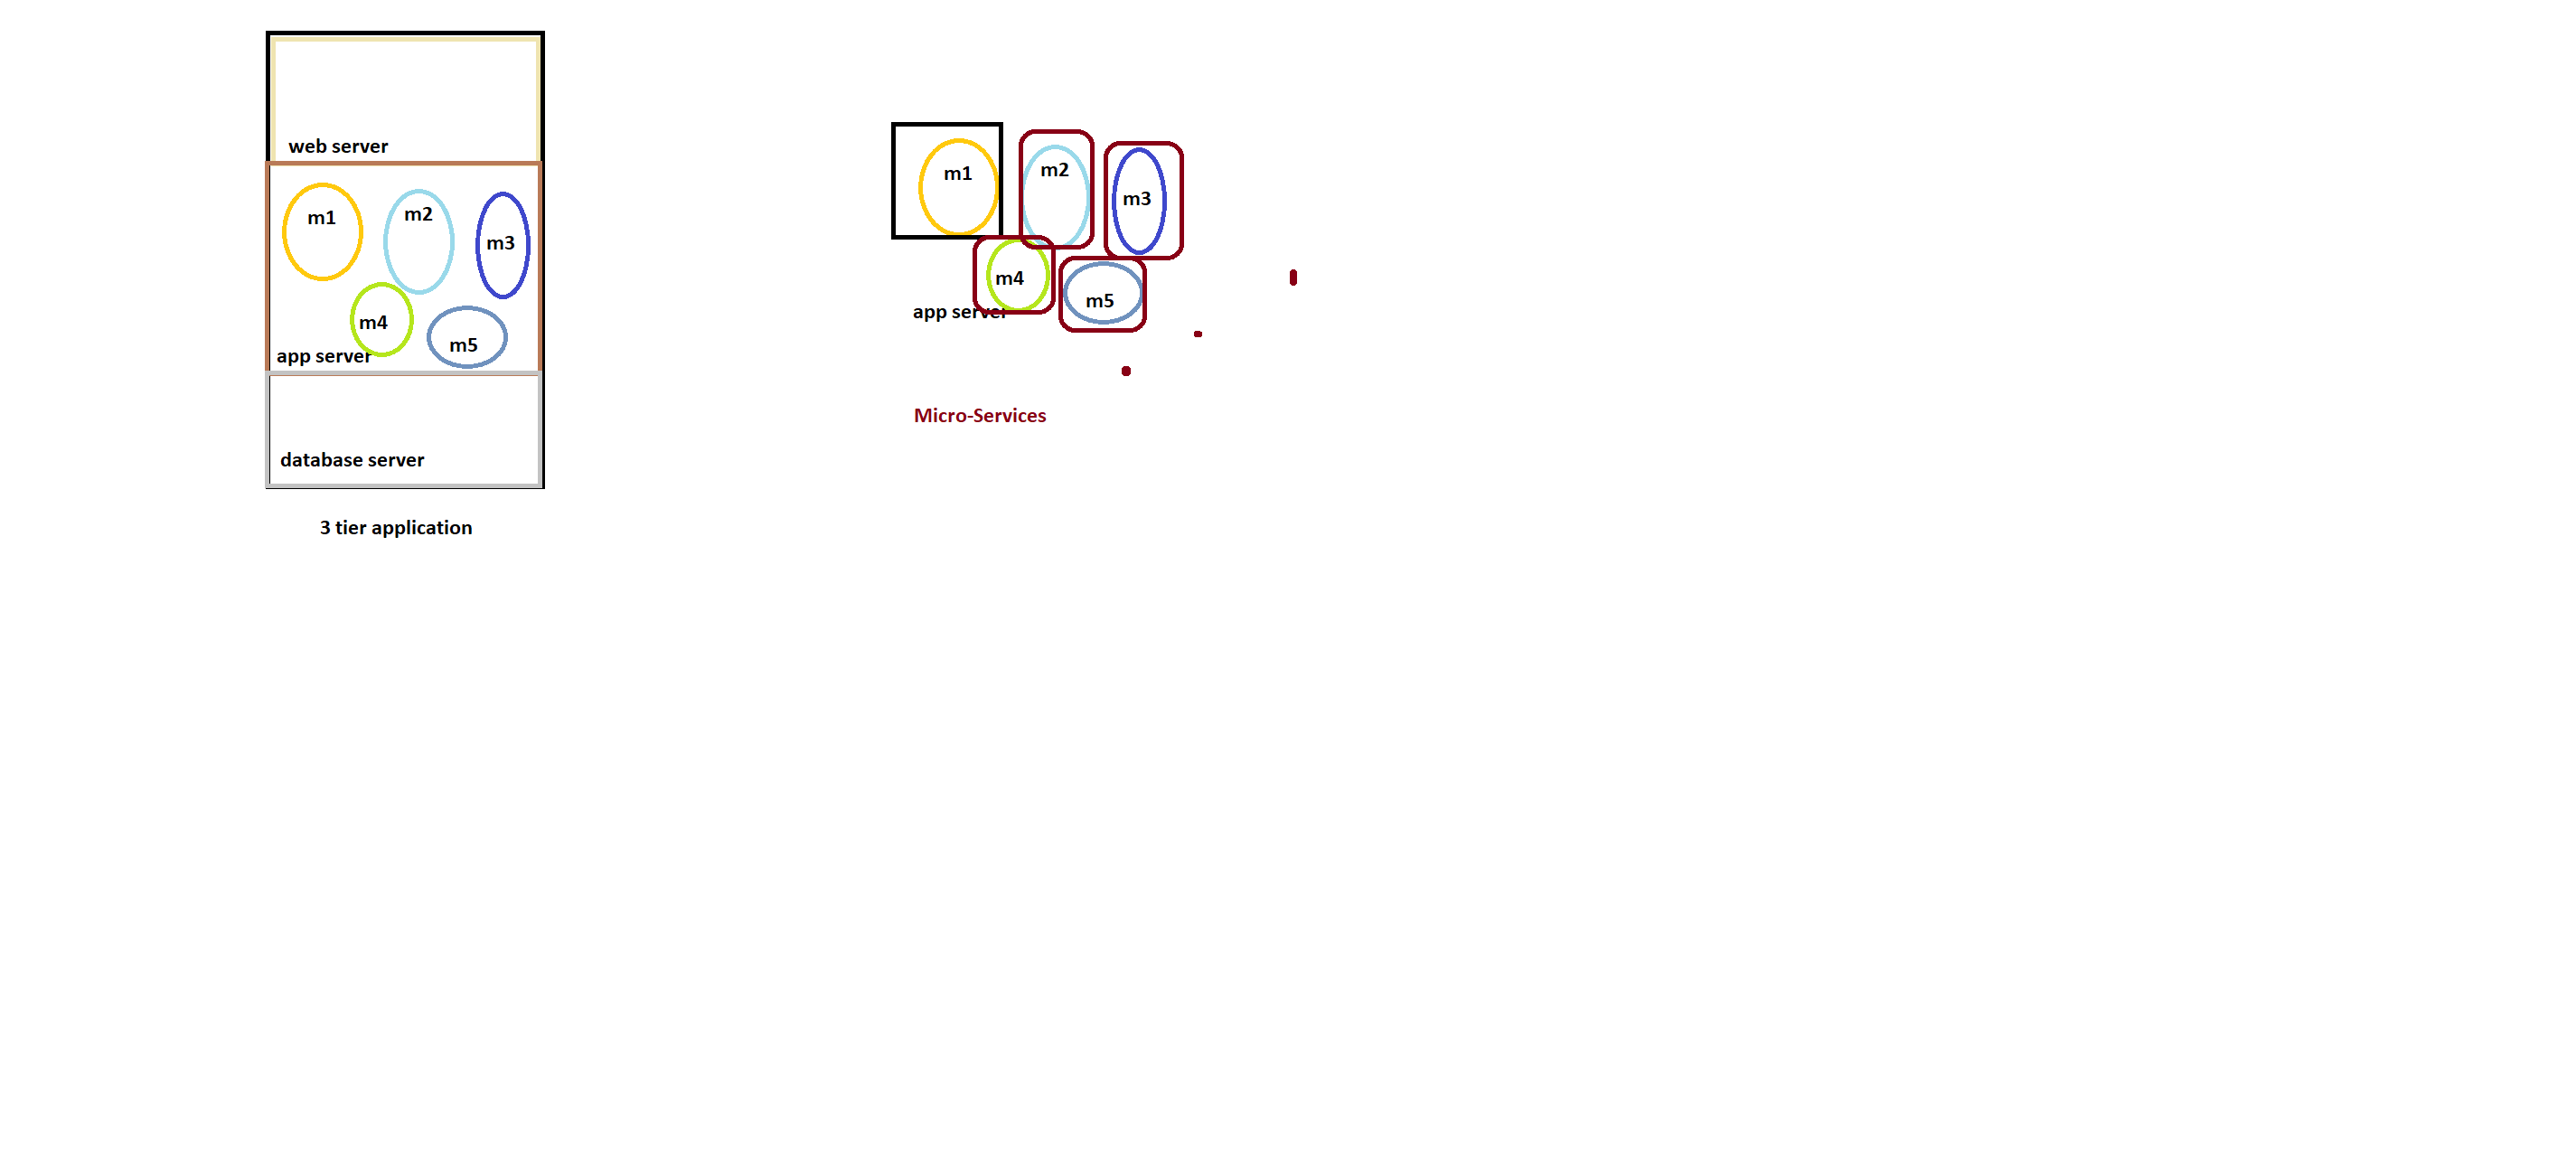 web server
m1
m2
m3
m4
m5
app server
database server
3 tier application
m1
m2
m3
m4
m5
app server
Micro-Services